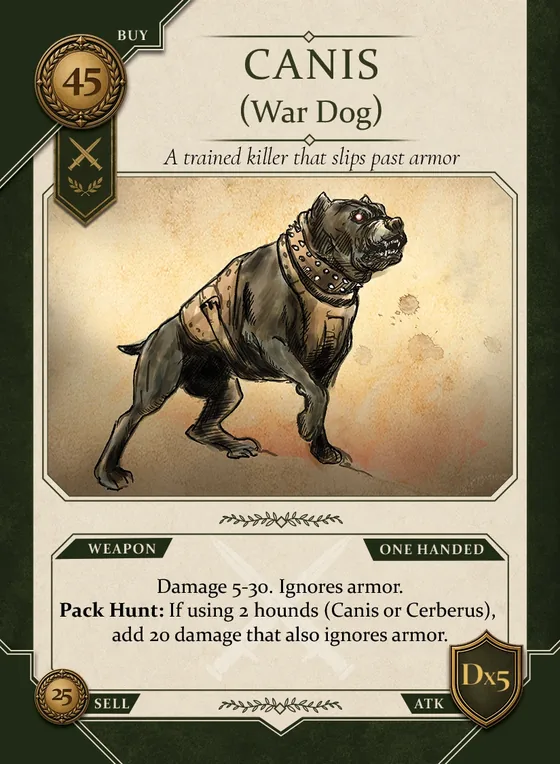 BUY
45
CANIS
(War Dog)
A trained killer that slips past armor
WEAPON
ONE HANDED
Damage 5-30. Ignores armor.
Pack Hunt: If using 2 hounds (Canis or Cerberus),
add 20 damage that also ignores armor.
25
SELL
ATK
Dx5